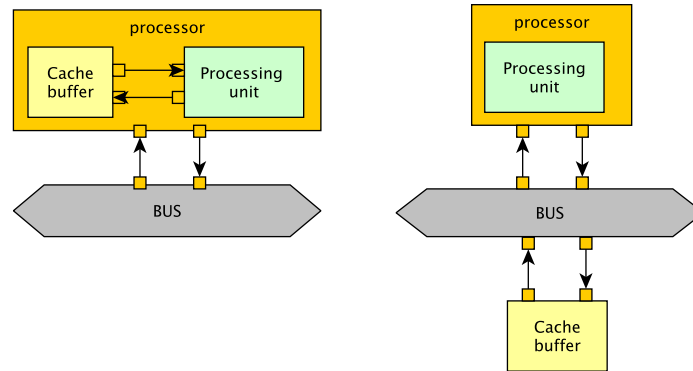 processor
Cache
buffer
Processing
unit
BUS
processor
Processing
unit
BUS
Cache
buffer